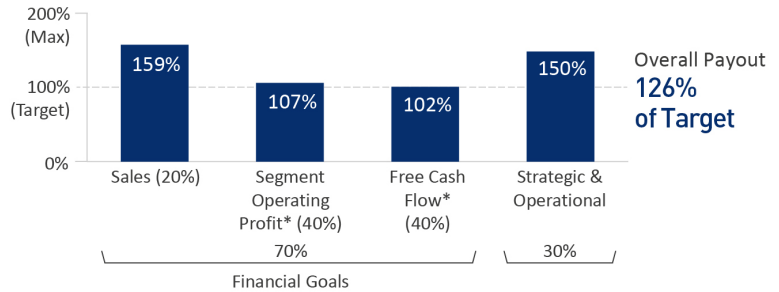 200%
(Max)
100%
(Target)
0%
159%
107%
102%
150%
Overall Payout
126%
of Target
Sales (20%)
Segment
Operating
Profit* (40%)
Free Cash
Flow*
(40%)
Strategic &
Operational
70%
30%
Financial Goals